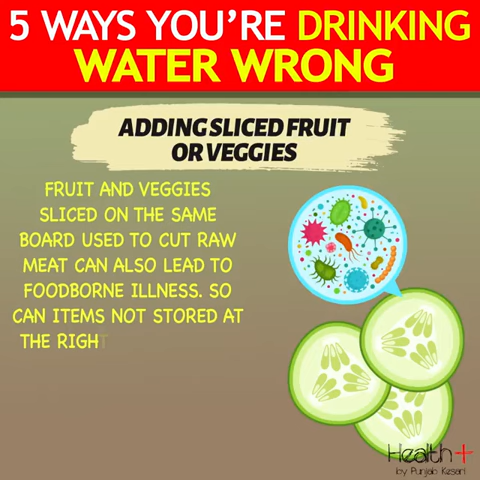 5 WAYS YOU'RE DRINKING
WATER WRONG
ADDING SLICED FRUIT
OR VEGGIES
FRUIT AND VEGGIES
SLICED ON THE SAME
BOARD USED TO CUT RAW
MEAT CAN ALSO LEAD TO
FOODBORNE ILLNESS. SO
CAN ITEMS NOT STORED AT
THE RIGHT
Health+
by Punjab Kesari